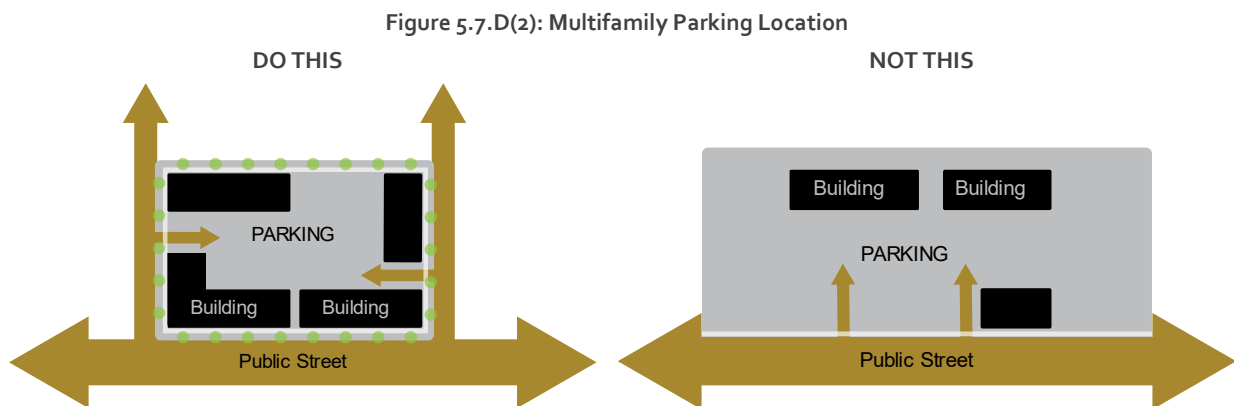 Figure 5.7.D(2): Multifamily Parking Location
DO THIS
NOT THIS
PARKING
Building
Building
Public Street
Building
Building
PARKING
Public Street